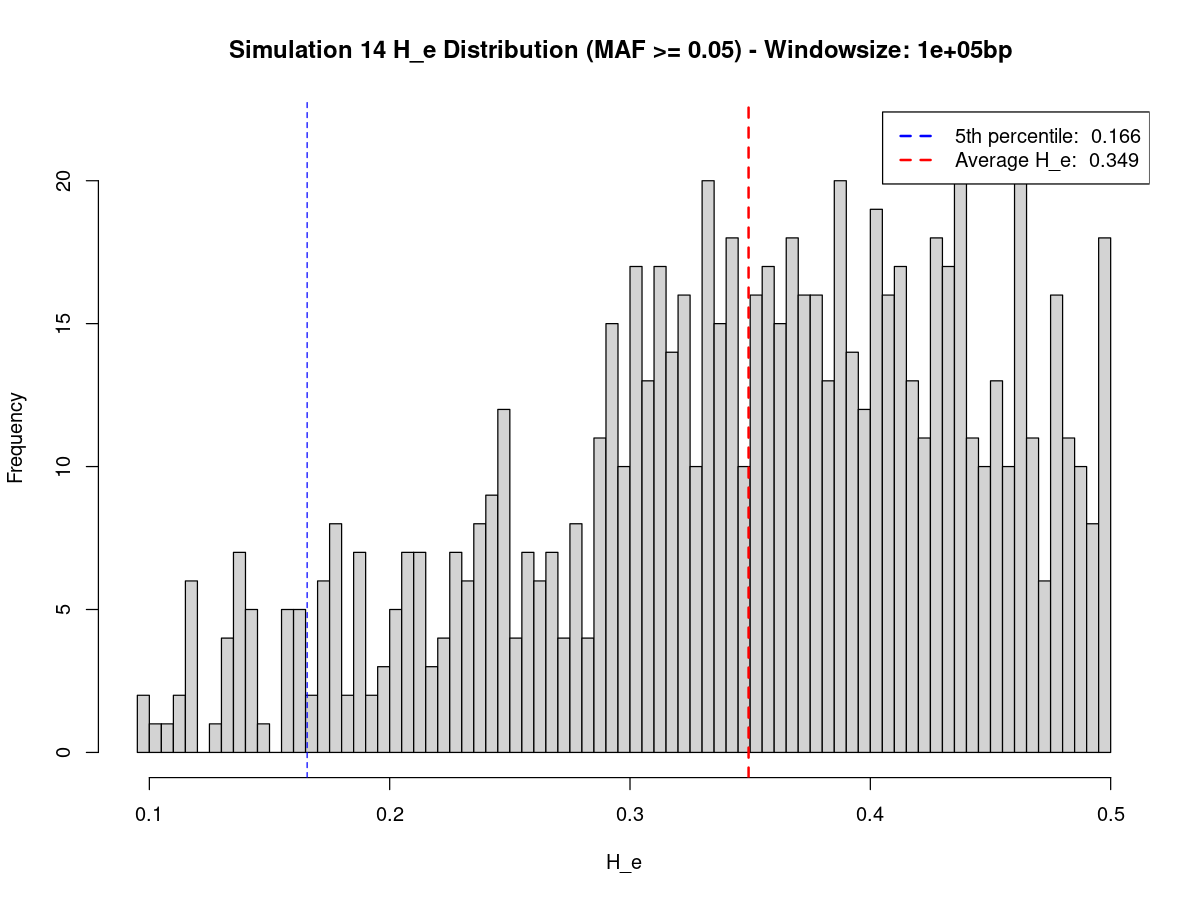 Simulation 14 H_e Distribution (MAF >= 0.05) - Windowsize: 1e+05bp
5th percentile:  0.166
Average H_e:  0.349
Frequency
20
15
10
5
0
0.1 0.2 0.3 0.4 0.5
H_e